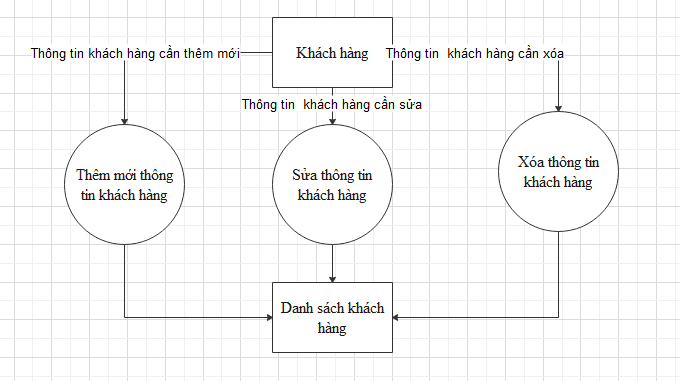 Khách hàng
Thông tin khách hàng cần thêm mới
Thông tin khách hàng cần xóa
Thông tin khách hàng cần sửa
Thêm mới thông
tin khách hàng
Sửa thông tin
khách hàng
Xóa thông tin
khách hàng
Danh sách khách
hàng